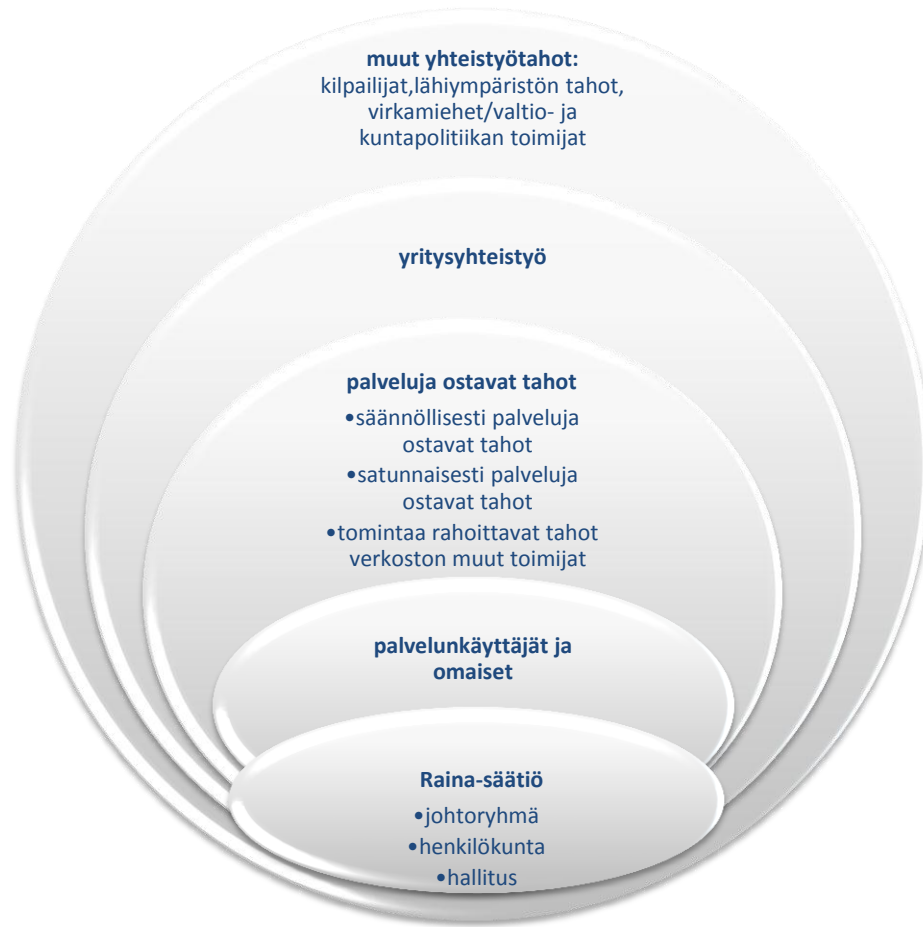 muut yhteistyötahot:
kilpailijat,lähiympäristön tahot,
virkamiehet/valtio- ja
kuntapolitiikan toimijat
yritysyhteistyö
palveluja ostavat tahot
•säännöllisesti palveluja
ostavat tahot
•satunnaisesti palveluja
ostavat tahot
•tomintaa rahoittavat tahot
verkoston muut toimijat
palvelunkäyttäjät ja
omaiset
Raina-säätiö
•johtoryhmä
•henkilökunta
•hallitus